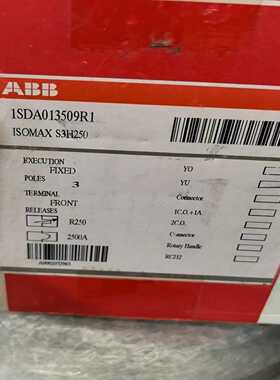 ABB
1SDA013509R1
ISOMAX S3H250
EXECUTION
FIXED
POLES
3
TERMINAL
FRONT
RELEASES
R250
2500A
YO
YU
Connector
1C.O.+1A
2C.O.
Connector
Rotary Handle
RC212